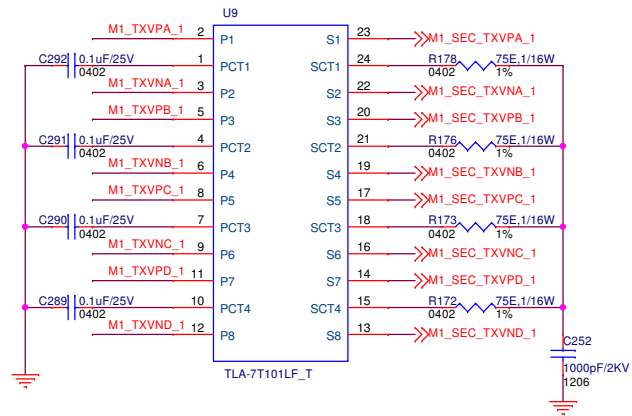 U9
M1_TXVPA_1 2 P1 S1 23 M1_SEC_TXVPA_1
C292 0.1uF/25V 1 PCT1 SCT1 24 R178 75E,1/16W
0402 0402 1%
M1_TXVNA_1 3 P2 S2 22 M1_SEC_TXVNA_1
M1_TXVPB_1 5 P3 S3 20 M1_SEC_TXVPB_1
C291 0.1uF/25V 4 PCT2 SCT2 21 R176 75E,1/16W
0402 0402 1%
M1_TXVNB_1 6 P4 S4 19 M1_SEC_TXVNB_1
M1_TXVPC_1 8 P5 S5 17 M1_SEC_TXVPC_1
C290 0.1uF/25V 7 PCT3 SCT3 18 R173 75E,1/16W
0402 0402 1%
M1_TXVNC_1 9 P6 S6 16 M1_SEC_TXVNC_1
M1_TXVPD_1 11 P7 S7 14 M1_SEC_TXVPD_1
C289 0.1uF/25V 10 PCT4 SCT4 15 R172 75E,1/16W
0402 0402 1%
M1_TXVND_1 12 P8 S8 13 M1_SEC_TXVND_1
C252
1000pF/2KV
TLA-7T101LF_T
1206